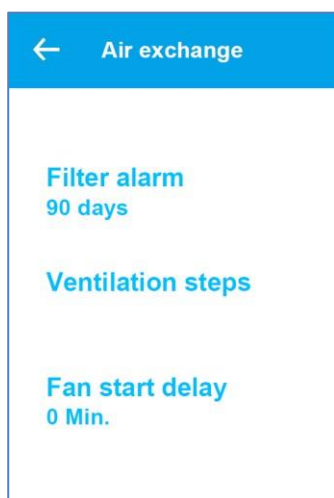 Air exchange
Filter alarm
90 days
Ventilation steps
Fan start delay
0 Min.